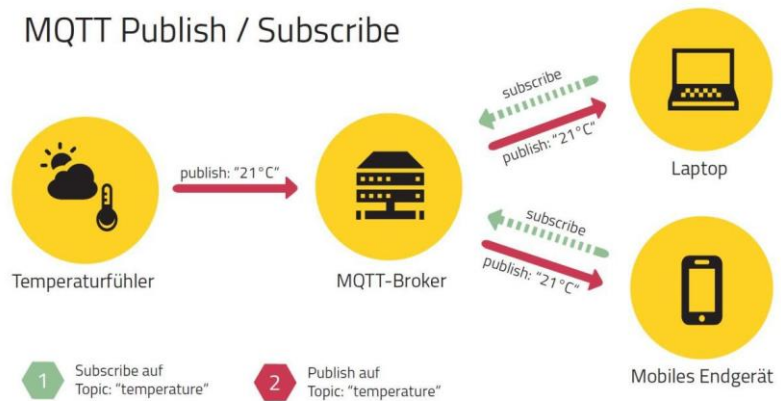 MQTT Publish / Subscribe
subscribe
publish: "21°C"
Laptop
publish: "21°C"
subscribe
publish: "21°C"
Temperaturfühler
MQTT-Broker
Mobiles Endgerät
1
Subscribe auf
Topic: "temperature"
2
Publish auf
Topic: "temperature"